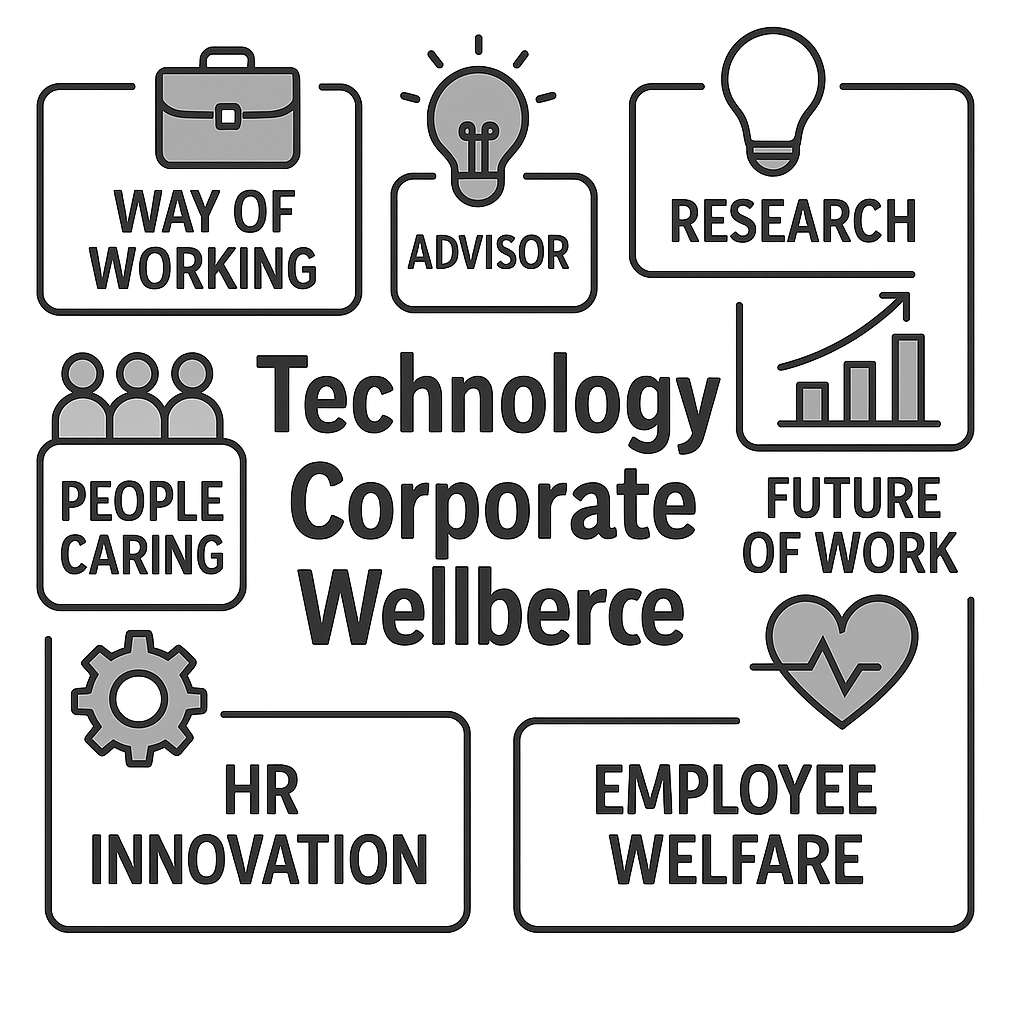 WAY OF
WORKING
ADVISOR
RESEARCH
Technology
Corporate
Wellberce
PEOPLE
CARING
FUTURE
OF WORK
HR
INNOVATION
EMPLOYEE
WELFARE